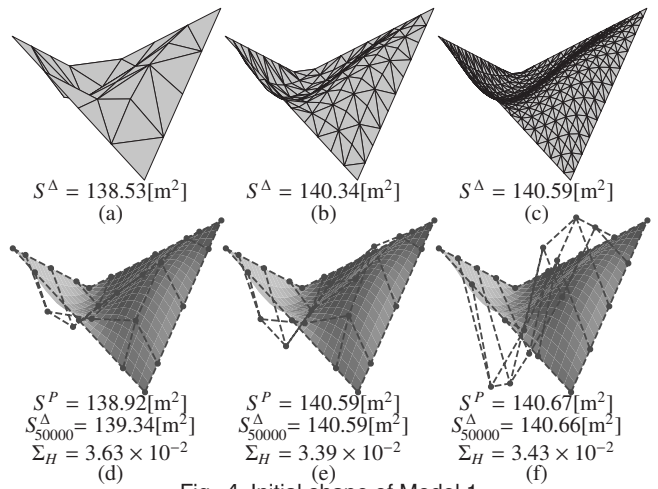 S^Δ = 138.53[m²] S^Δ = 140.34[m²] S^Δ = 140.59[m²]
(a) (b) (c)
S^P = 138.92[m²] S^P = 140.59[m²] S^P = 140.67[m²]
S^Δ_50000 = 139.34[m²] S^Δ_50000 = 140.59[m²] S^Δ_50000 = 140.66[m²]
Σ_H = 3.63 × 10⁻² Σ_H = 3.39 × 10⁻² Σ_H = 3.43 × 10⁻²
(d) (e) (f)
Fig. 4 Initial shape of Model 1